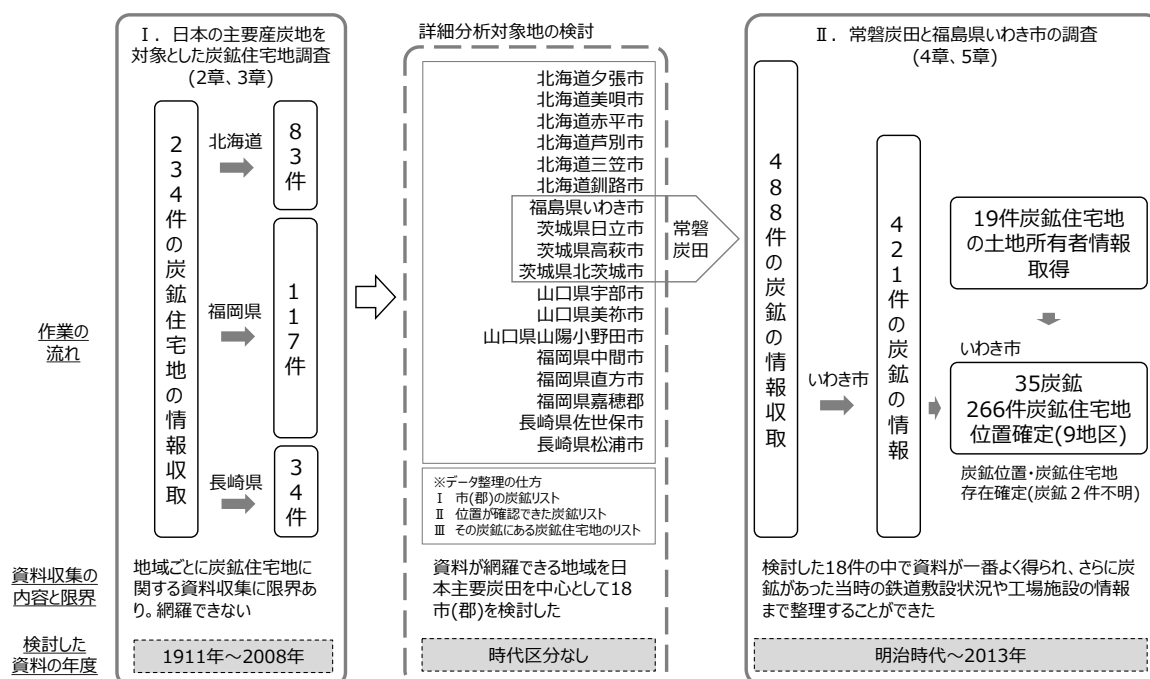 作業の
流れ
資料収集の
内容と限界
検討した
資料の年度
Ⅰ．日本の主要産炭地を
対象とした炭鉱住宅地調査
(2章、3章)
234件の炭鉱住宅地の情報収取
北海道
83件
福岡県
117件
長崎県
34件
地域ごとに炭鉱住宅地に
関する資料収集に限界あ
り。網羅できない
1911年～2008年
詳細分析対象地の検討
北海道夕張市
北海道美唄市
北海道赤平市
北海道芦別市
北海道三笠市
北海道釧路市
福島県いわき市
茨城県日立市
茨城県高萩市
茨城県北茨城市
山口県宇部市
山口県美祢市
山口県山陽小野田市
福岡県中間市
福岡県直方市
福岡県嘉穂郡
長崎県佐世保市
長崎県松浦市
常磐
炭田
※データ整理の仕方
Ⅰ　市(郡)の炭鉱リスト
Ⅱ　位置が確認できた炭鉱リスト
Ⅲ　その炭鉱にある炭鉱住宅地のリスト
資料が網羅できる地域を日
本主要炭田を中心として18
市(郡)を検討した
時代区分なし
Ⅱ．常磐炭田と福島県いわき市の調査
(4章、5章)
488件の炭鉱の情報収取
いわき市
421件の炭鉱の情報
19件炭鉱住宅地
の土地所有者情報
取得
いわき市
35炭鉱
266件炭鉱住宅地
位置確定(9地区)
炭鉱位置・炭鉱住宅地
存在確定(炭鉱２件不明)
検討した18件の中で資料が一番よく得られ、さらに炭
鉱があった当時の鉄道敷設状況や工場施設の情報
まで整理することができた
明治時代～2013年